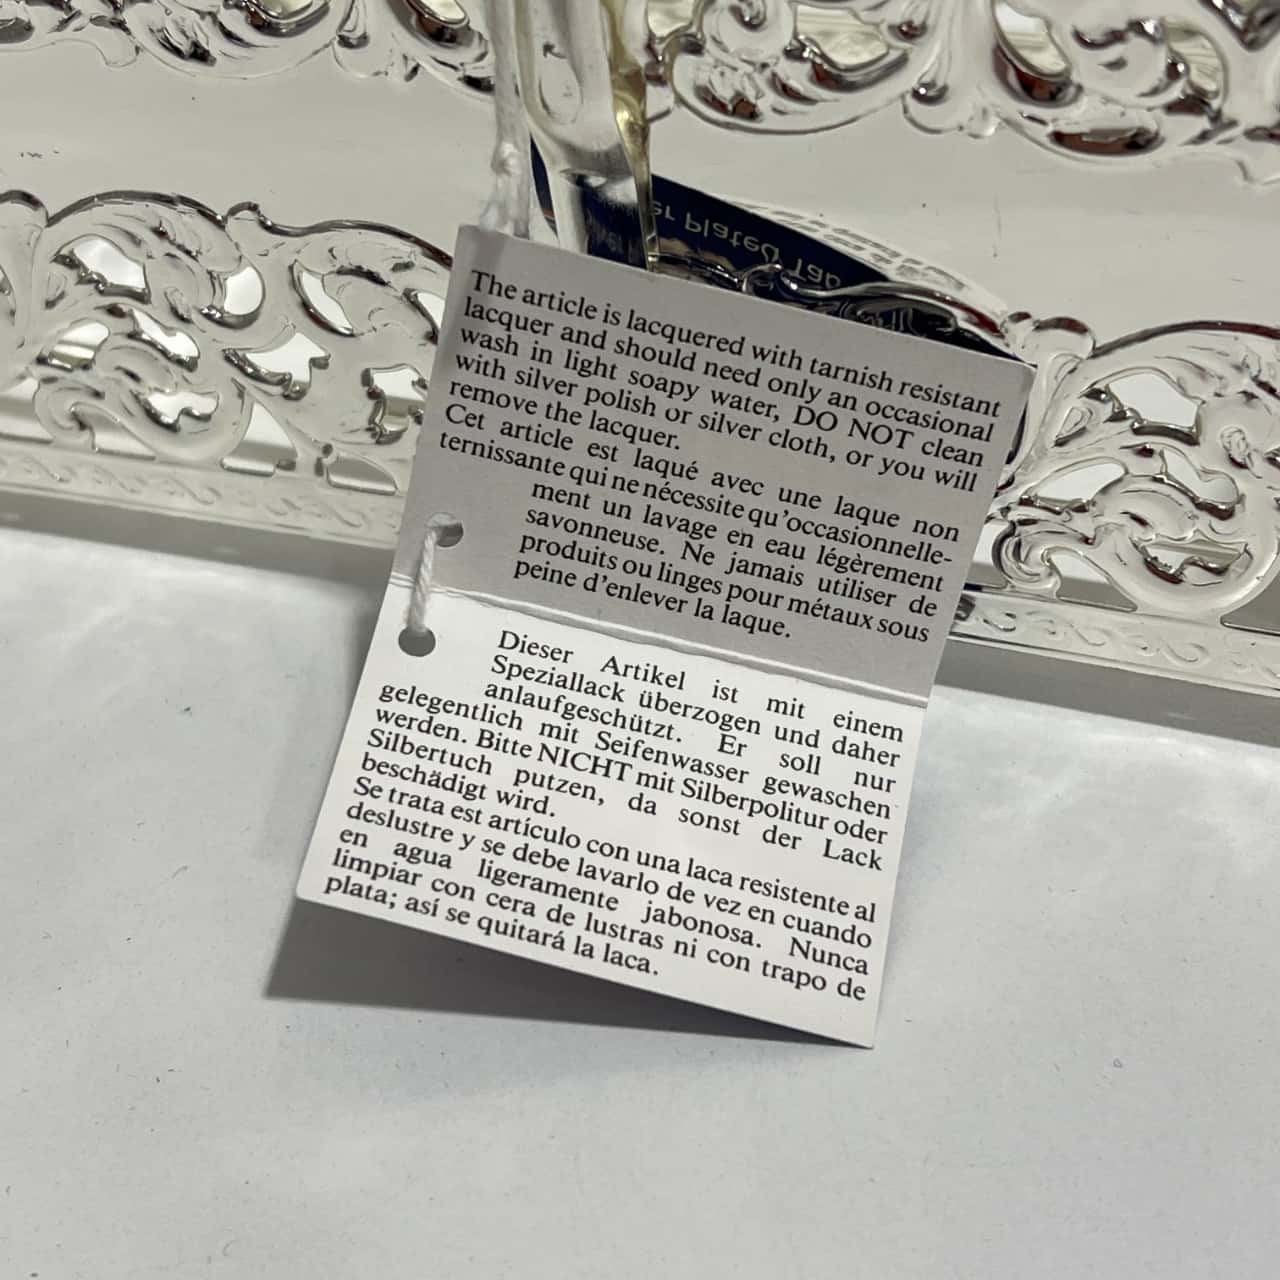 er Plated Tab
The article is lacquered with tarnish resistant
lacquer and should need only an occasional
wash in light soapy water, DO NOT clean
with silver polish or silver cloth, or you will
remove the lacquer.
Cet article est laqué avec une laque non
ternissante qui ne nécessite qu'occasionnelle-
ment un lavage en eau légèrement
savonneuse. Ne jamais utiliser de
produits ou linges pour métaux sous
peine d'enlever la laque.
Dieser Artikel ist mit einem
Speziallack überzogen und daher
anlaufgeschützt. Er soll nur
gelegentlich mit Seifenwasser gewaschen
werden. Bitte NICHT mit Silberpolitur oder
Silbertuch putzen, da sonst der Lack
beschädigt wird.
Se trata est artículo con una laca resistente al
deslustre y se debe lavarlo de vez en cuando
en agua ligeramente jabonosa. Nunca
limpiar con cera de lustras ni con trapo de
plata; así se quitará la laca.